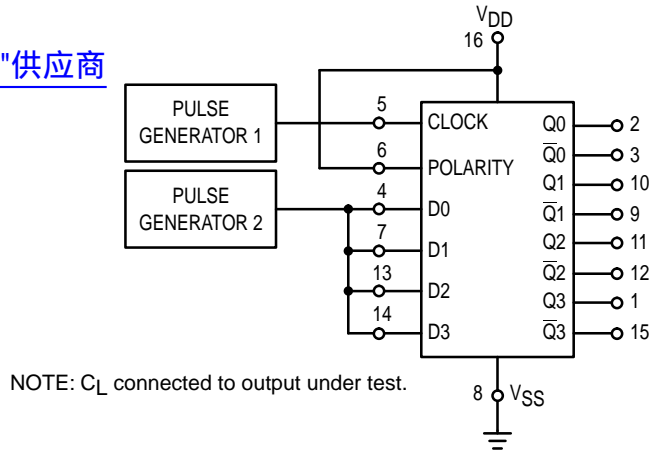 "供应商
VDD
16
PULSE
GENERATOR 1
PULSE
GENERATOR 2
5
6
4
7
13
14
CLOCK
POLARITY
D0
D1
D2
D3
Q0
Q̅0
Q1
Q̅1
Q2
Q̅2
Q3
Q̅3
2
3
10
9
11
12
1
15
NOTE: CL connected to output under test.
8
VSS